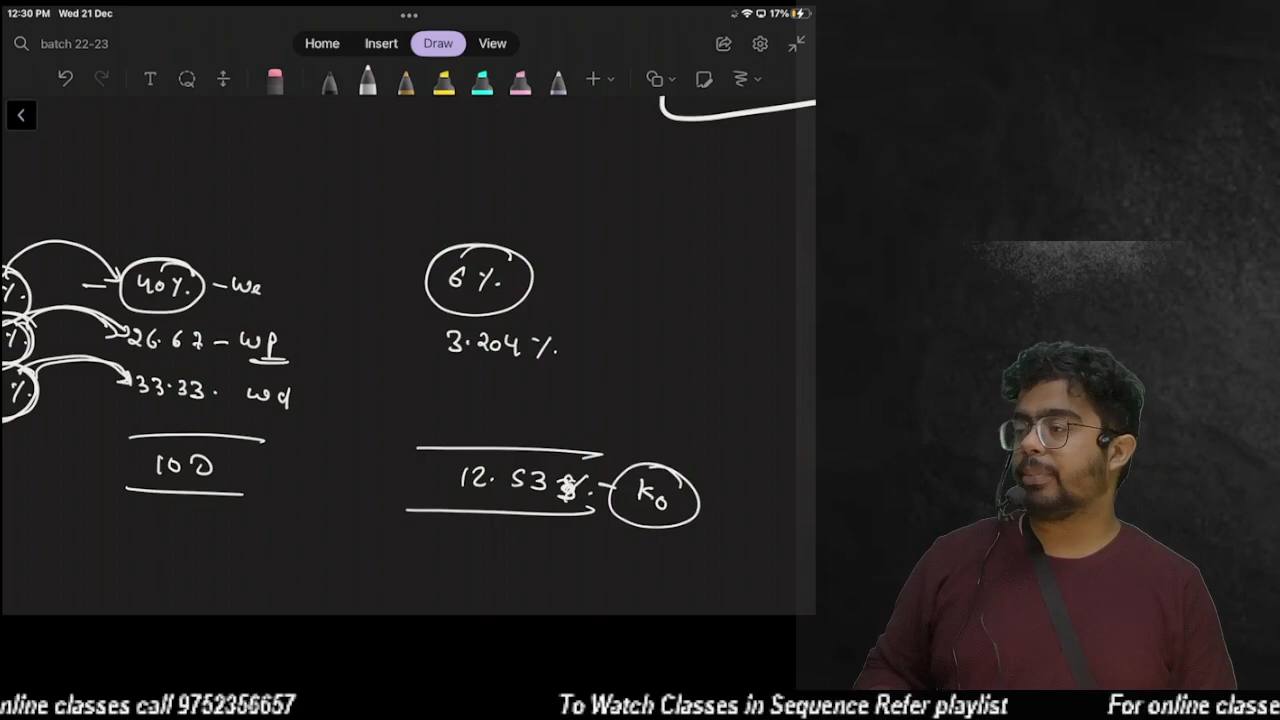 12:30 PM Wed 21 Dec
17%
batch 22-23
Home Insert Draw View
%. – 40%. – we
%. 26.67 – wp
%. 33.33. wd
100
6 %.
3.204 %.
12.53 %. – K₀
nline classes call 9752356657 To Watch Classes in Sequence Refer playlist For online classe